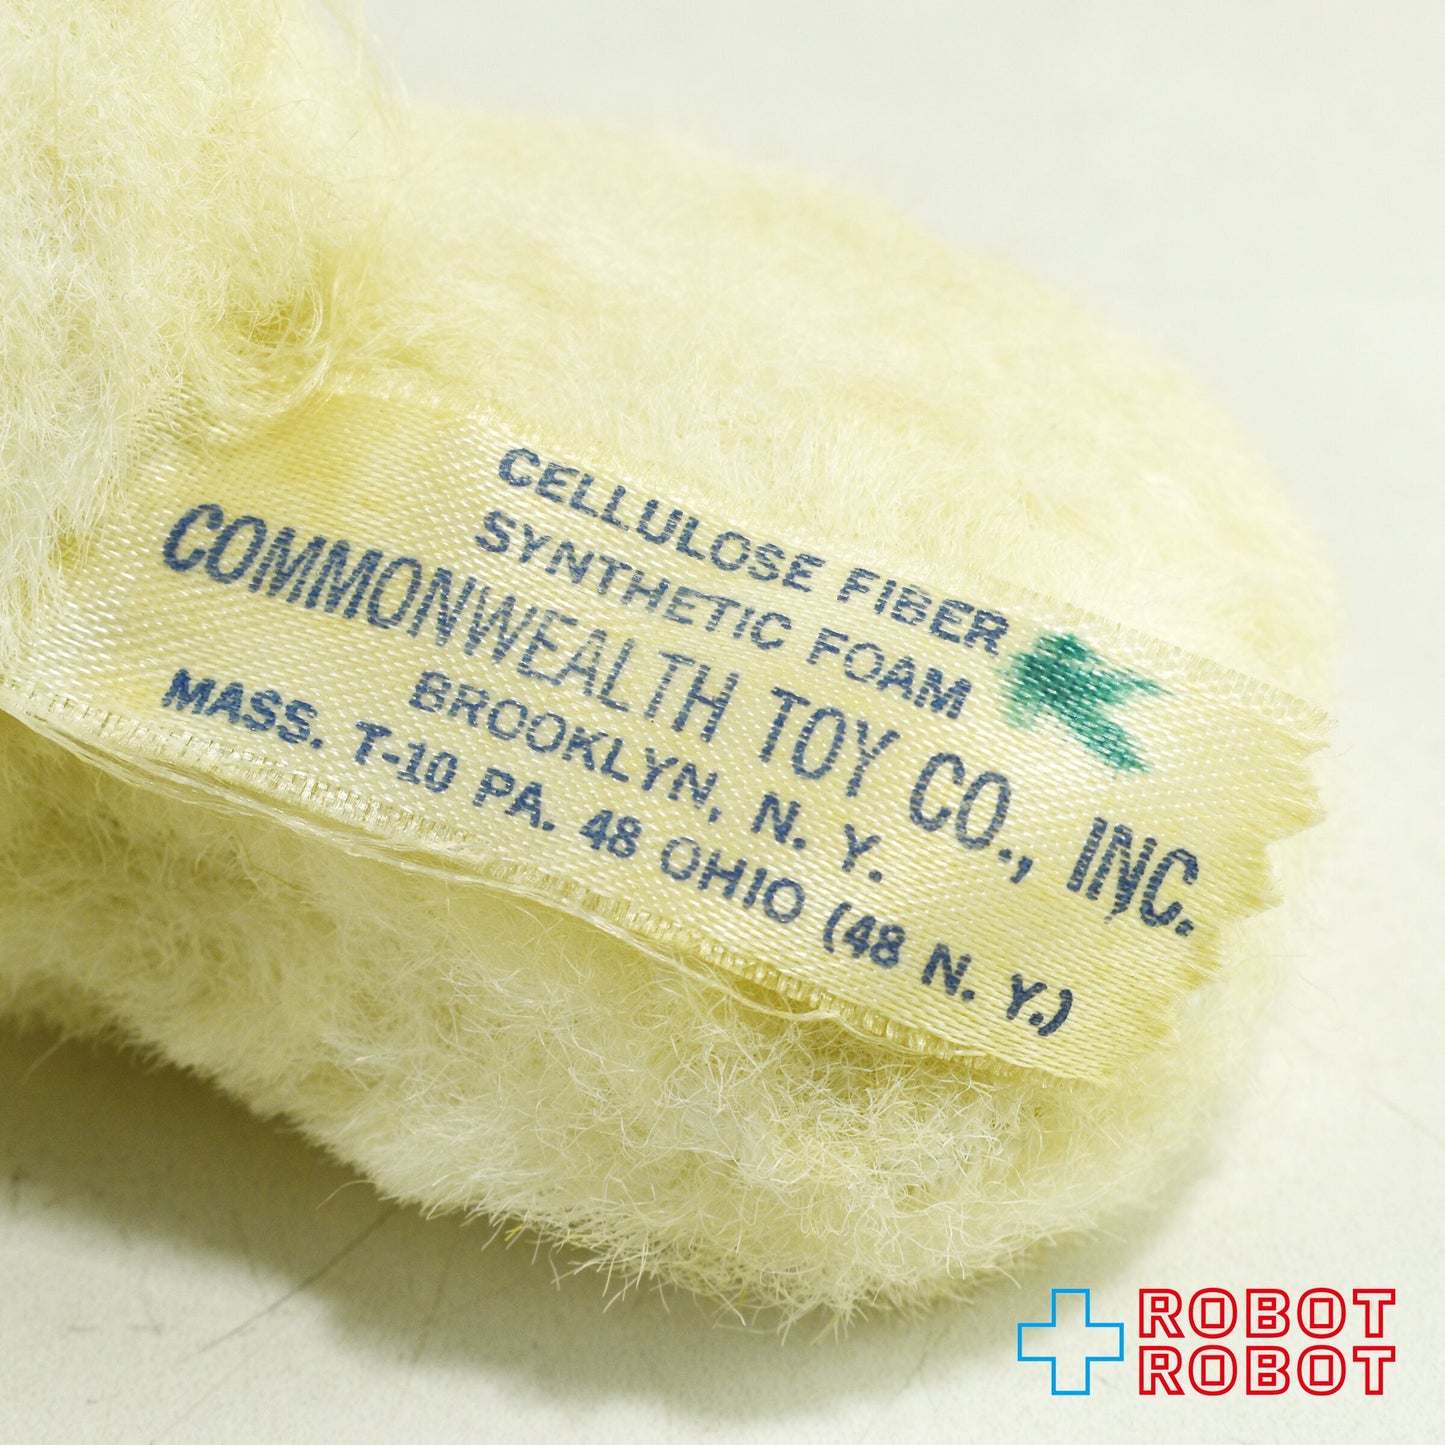 CELLULOSE FIBER
SYNTHETIC FOAM
COMMONWEALTH TOY CO., INC.
BROOKLYN, N. Y.
MASS. T-10 PA. 48 OHIO (48 N. Y.)
ROBOT
ROBOT